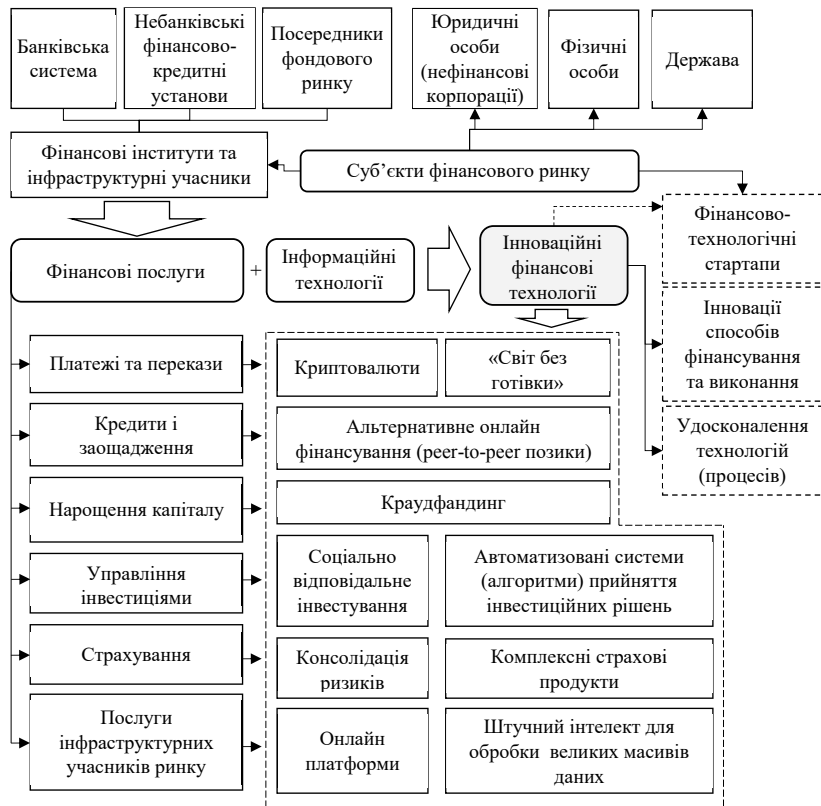 Банківська
система
Небанківські
фінансово-
кредитні
установи
Посередники
фондового
ринку
Юридичні
особи
(нефінансові
корпорації)
Фізичні
особи
Держава
Фінансові інститути та
інфраструктурні учасники
Суб’єкти фінансового ринку
Фінансово-
технологічні
стартапи
Фінансові послуги
+
Інформаційні
технології
Інноваційні
фінансові
технології
Інновації
способів
фінансування
та виконання
Удосконалення
технологій
(процесів)
Платежі та перекази
Криптовалюти
«Світ без
готівки»
Кредити і
заощадження
Альтернативне онлайн
фінансування (peer-to-peer позики)
Нарощення капіталу
Краудфандинг
Управління
інвестиціями
Соціально
відповідальне
інвестування
Автоматизовані системи
(алгоритми) прийняття
інвестиційних рішень
Страхування
Консолідація
ризиків
Комплексні страхові
продукти
Послуги
інфраструктурних
учасників ринку
Онлайн
платформи
Штучний інтелект для
обробки великих масивів
даних